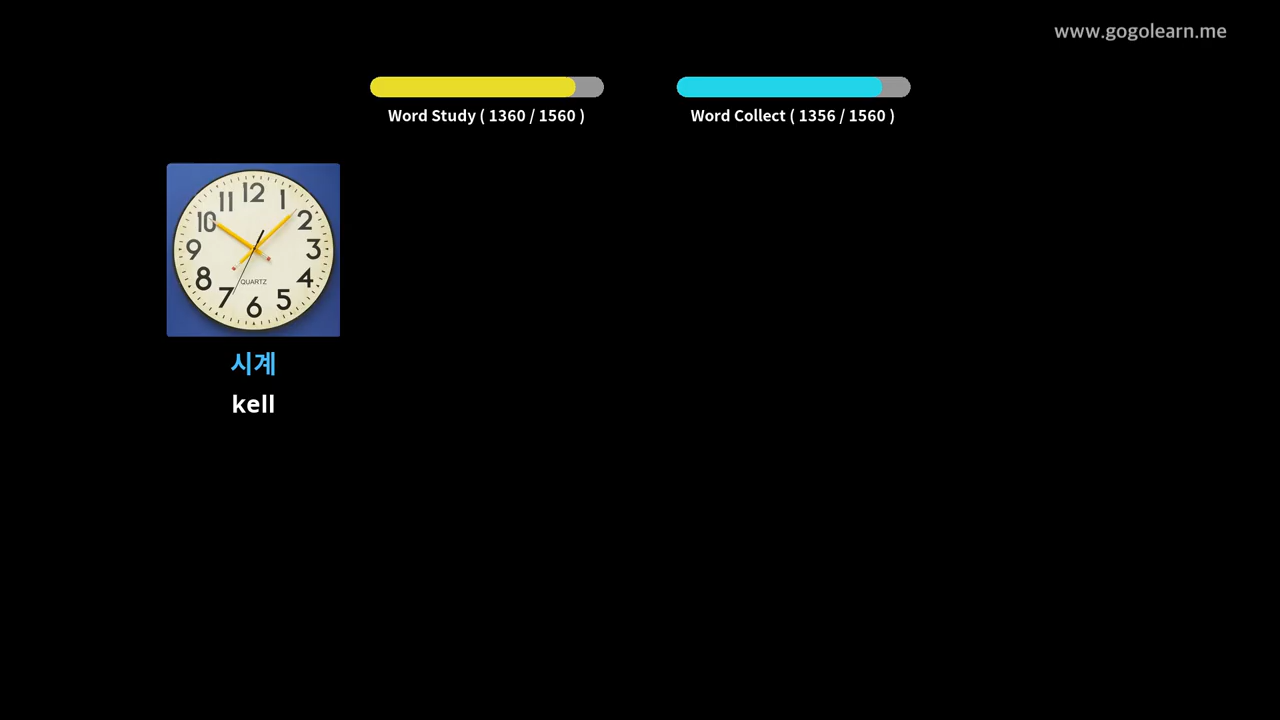 www.gogolearn.me
Word Study ( 1360 / 1560 )
Word Collect ( 1356 / 1560 )
12
11
1
10
2
9
3
8
4
QUARTZ
7
5
6
시계
kell